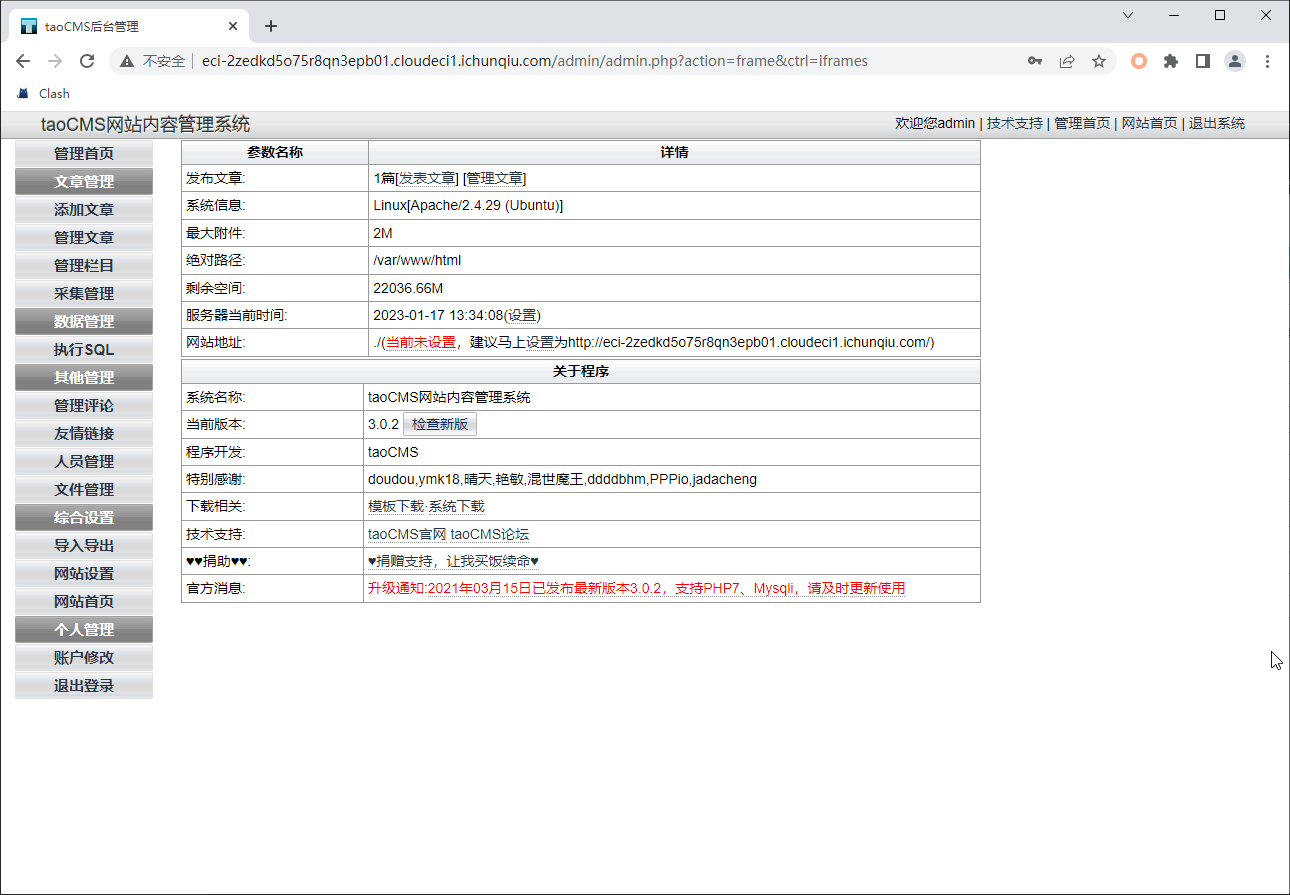 taoCMS后台管理
不安全 eci-2zedkd5o75r8qn3epb01.cloudeci1.ichunqiu.com/admin/admin.php?action=frame&ctrl=iframes
Clash
taoCMS网站内容管理系统
欢迎您admin | 技术支持 | 管理首页 | 网站首页 | 退出系统
管理首页
文章管理
添加文章
管理文章
管理栏目
采集管理
数据管理
执行SQL
其他管理
管理评论
友情链接
人员管理
文件管理
综合设置
导入导出
网站设置
网站首页
个人管理
账户修改
退出登录
参数名称 详情
发布文章: 1篇[发表文章] [管理文章]
系统信息: Linux[Apache/2.4.29 (Ubuntu)]
最大附件: 2M
绝对路径: /var/www/html
剩余空间: 22036.66M
服务器当前时间: 2023-01-17 13:34:08(设置)
网站地址: ./(当前未设置，建议马上设置为http://eci-2zedkd5o75r8qn3epb01.cloudeci1.ichunqiu.com/)
关于程序
系统名称: taoCMS网站内容管理系统
当前版本: 3.0.2 检查新版
程序开发: taoCMS
特别感谢: doudou,ymk18,晴天,艳敏,混世魔王,ddddbhm,PPPio,jadacheng
下载相关: 模板下载·系统下载
技术支持: taoCMS官网 taoCMS论坛
♥♥捐助♥♥: ♥捐赠支持，让我买饭续命♥
官方消息: 升级通知:2021年03月15日已发布最新版本3.0.2，支持PHP7、Mysqli，请及时更新使用